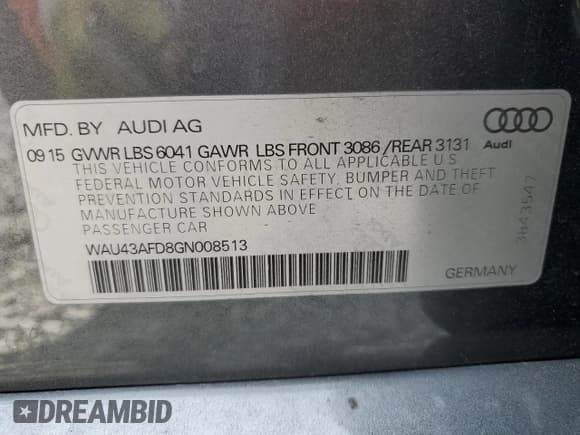 MFD. BY AUDI AG
09 15 GVWR LBS 6041 GAWR LBS FRONT 3086 /REAR 3131
Audi
THIS VEHICLE CONFORMS TO ALL APPLICABLE U S
FEDERAL MOTOR VEHICLE SAFETY, BUMPER AND THEFT
PREVENTION STANDARDS IN EFFECT ON THE DATE OF
MANUFACTURE SHOWN ABOVE
PASSENGER CAR
WAU43AFD8GN008513
GERMANY
DREAMBID